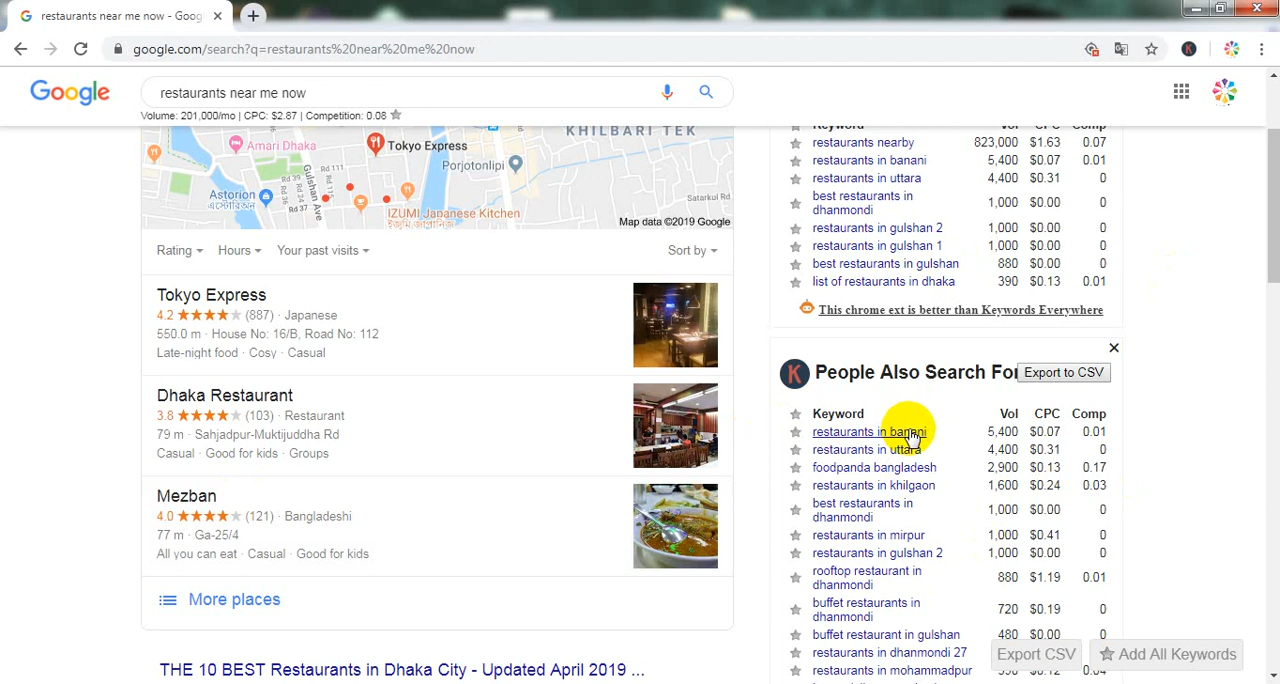 restaurants near me now - Goog
google.com/search?q=restaurants%20near%20me%20now
Google
restaurants near me now
Volume: 201,000/mo | CPC: $2.87 | Competition: 0.08
KHILBARI TEK
Amari Dahka
Tokyo Express
Porjotonlipi
Gulshan Ave
Rd 111
Astorion
Rd 37
Satarkul Rd
IZUMI Japanese Kitchen
Map data ©2019 Google
Rating Hours Your past visits Sort by
Tokyo Express
4.2 (887) · Japanese
550.0 m · House No: 16/B, Road No: 112
Late-night food · Cosy · Casual
Dhaka Restaurant
3.8 (103) · Restaurant
79 m · Sahjadpur-Muktijuddha Rd
Casual · Good for kids · Groups
Mezban
4.0 (121) · Bangladeshi
77 m · Ga-25/4
All you can eat · Casual · Good for kids
More places
THE 10 BEST Restaurants in Dhaka City - Updated April 2019 ...
Keyword Vol CPC Comp
restaurants nearby 823,000 $1.63 0.07
restaurants in banani 5,400 $0.07 0.01
restaurants in uttara 4,400 $0.31 0
best restaurants in
dhanmondi 1,000 $0.00 0
restaurants in gulshan 2 1,000 $0.00 0
restaurants in gulshan 1 1,000 $0.00 0
best restaurants in gulshan 880 $0.00 0
list of restaurants in dhaka 390 $0.13 0.01
This chrome ext is better than Keywords Everywhere
K People Also Search For
Export to CSV
Keyword Vol CPC Comp
restaurants in banani 5,400 $0.07 0.01
restaurants in uttara 4,400 $0.31 0
foodpanda bangladesh 2,900 $0.13 0.17
restaurants in khilgaon 1,600 $0.24 0.03
best restaurants in
dhanmondi 1,000 $0.00 0
restaurants in mirpur 1,000 $0.41 0
restaurants in gulshan 2 1,000 $0.00 0
rooftop restaurant in
dhanmondi 880 $1.19 0.01
buffet restaurants in
dhanmondi 720 $0.19 0
buffet restaurant in gulshan 480 $0.00 0
restaurants in dhanmondi 27
restaurants in mohammadpur
Export CSV Add All Keywords